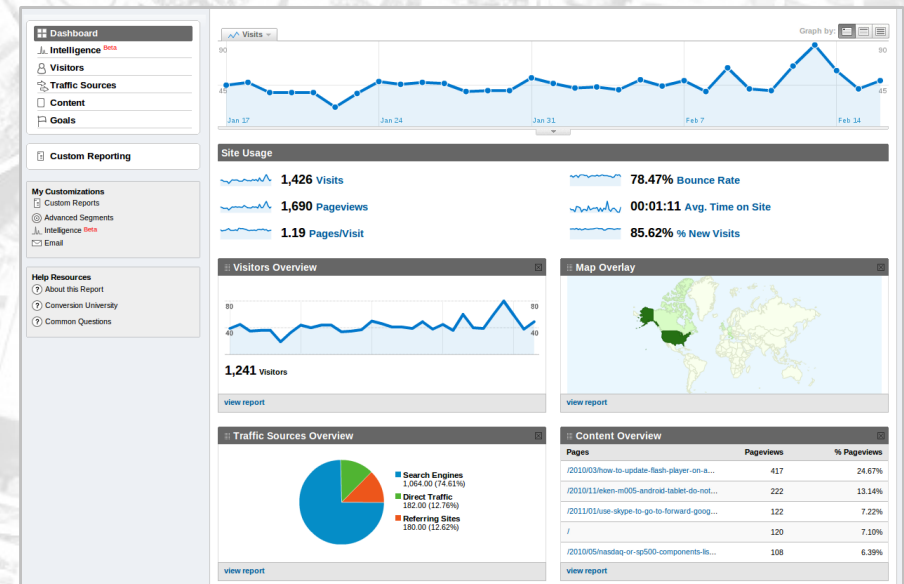 Dashboard
Intelligence Beta
Visitors
Traffic Sources
Content
Goals
Custom Reporting
My Customizations
Custom Reports
Advanced Segments
Intelligence Beta
Email
Help Resources
About this Report
Conversion University
Common Questions
Visits
Graph by:
90 90
45 45
Jan 17 Jan 24 Jan 31 Feb 7 Feb 14
Site Usage
1,426 Visits
1,690 Pageviews
1.19 Pages/Visit
78.47% Bounce Rate
00:01:11 Avg. Time on Site
85.62% % New Visits
Visitors Overview
80 80
40 40
1,241 Visitors
view report
Map Overlay
view report
Traffic Sources Overview
Search Engines
1,064.00 (74.61%)
Direct Traffic
182.00 (12.76%)
Referring Sites
180.00 (12.62%)
view report
Content Overview
Pages Pageviews % Pageviews
/2010/03/how-to-update-flash-player-on-a... 417 24.67%
/2010/11/eken-m005-android-tablet-do-not... 222 13.14%
/2011/01/use-skype-to-go-to-forward-goog... 122 7.22%
/ 120 7.10%
/2010/05/nasdaq-or-sp500-components-lis... 108 6.39%
view report